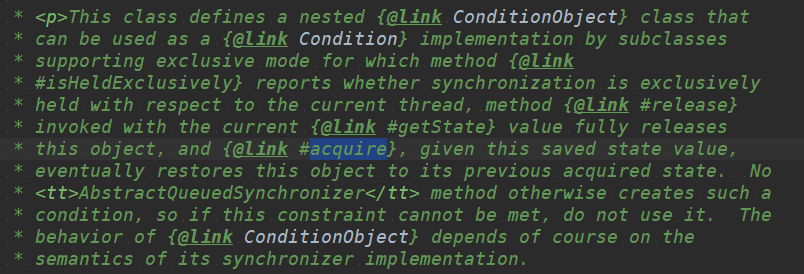 * <p>This class defines a nested {@link ConditionObject} class that
* can be used as a {@link Condition} implementation by subclasses
* supporting exclusive mode for which method {@link
* #isHeldExclusively} reports whether synchronization is exclusively
* held with respect to the current thread, method {@link #release}
* invoked with the current {@link #getState} value fully releases
* this object, and {@link #acquire}, given this saved state value,
* eventually restores this object to its previous acquired state.  No
* <tt>AbstractQueuedSynchronizer</tt> method otherwise creates such a
* condition, so if this constraint cannot be met, do not use it.  The
* behavior of {@link ConditionObject} depends of course on the
* semantics of its synchronizer implementation.